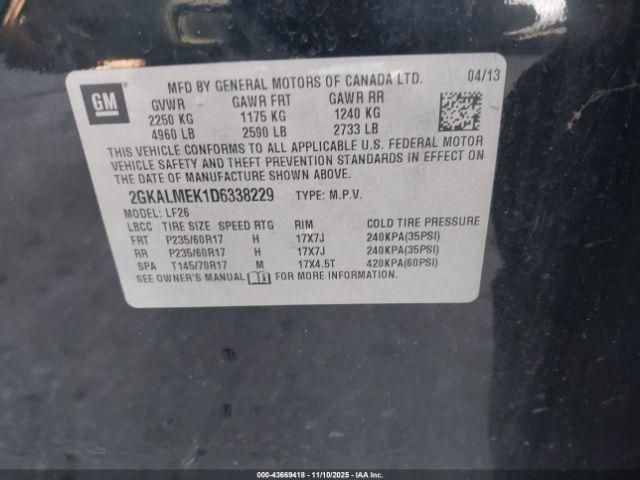 GM
MFD BY GENERAL MOTORS OF CANADA LTD. 04/13
GVWR GAWR FRT GAWR RR
2250 KG 1175 KG 1240 KG
4960 LB 2590 LB 2733 LB
THIS VEHICLE CONFORMS TO ALL APPLICABLE U.S. FEDERAL MOTOR
VEHICLE SAFETY AND THEFT PREVENTION STANDARDS IN EFFECT ON
THE DATE OF MANUFACTURE SHOWN ABOVE.
2GKALMEK1D6338229 TYPE: M.P.V.
MODEL: LF26
LBCC TIRE SIZE SPEED RTG RIM COLD TIRE PRESSURE
FRT P235/60R17 H 17X7J 240KPA(35PSI)
RR P235/60R17 H 17X7J 240KPA(35PSI)
SPA T145/70R17 M 17X4.5T 420KPA(60PSI)
SEE OWNER'S MANUAL FOR MORE INFORMATION
000-43669418 - 11/10/2025 - IAAI.COM